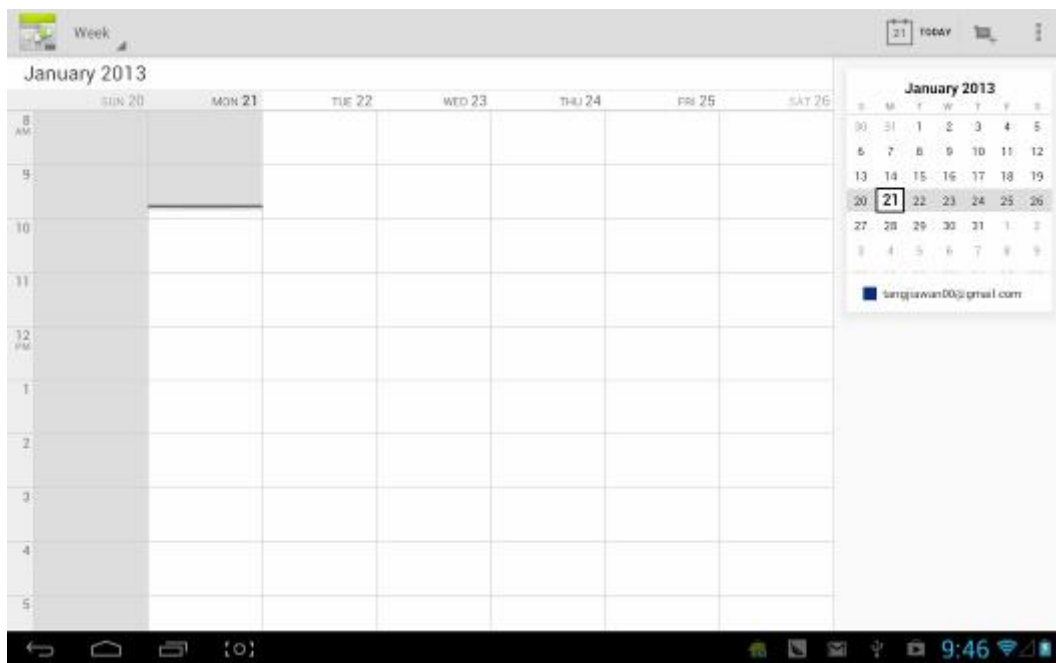 Week
21 TODAY
January 2013
SUN 20 MON 21 TUE 22 WED 23 THU 24 FRI 25 SAT 26
8 AM
9
10
11
12 PM
1
2
3
4
5
January 2013
S M T W T F S
30 31 1 2 3 4 5
6 7 8 9 10 11 12
13 14 15 16 17 18 19
20 21 22 23 24 25 26
27 28 29 30 31 1 2
3 4 5 6 7 8 9
tangjiawan00@gmail.com
9:46